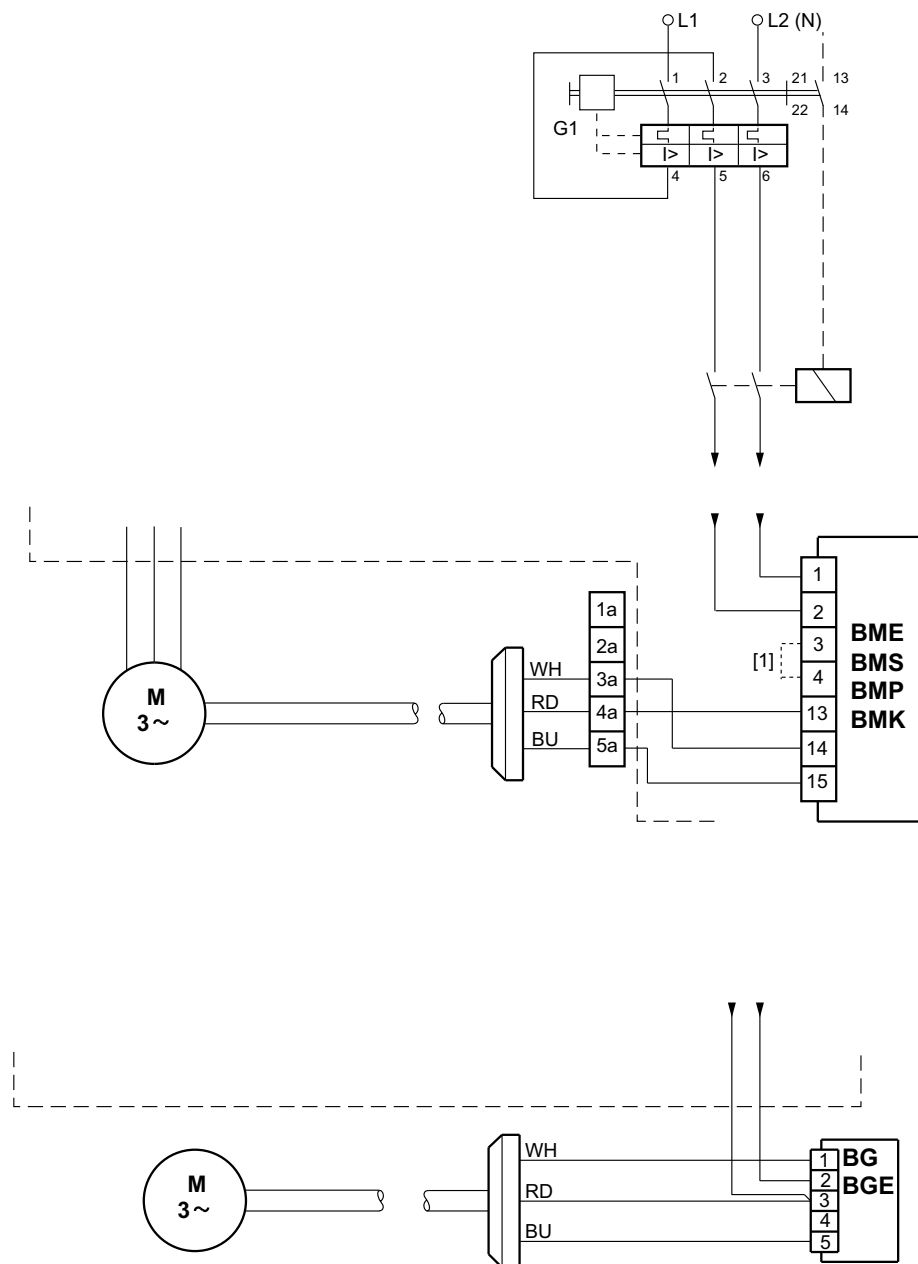 L1
L2 (N)
1
2
3
21
13
22
14
G1
I>
I>
I>
4
5
6
1
2
3
4
13
14
15
BME
BMS
BMP
BMK
[1]
1a
2a
3a
4a
5a
WH
RD
BU
M
3~
WH
RD
BU
M
3~
1
2
3
4
5
BG
BGE